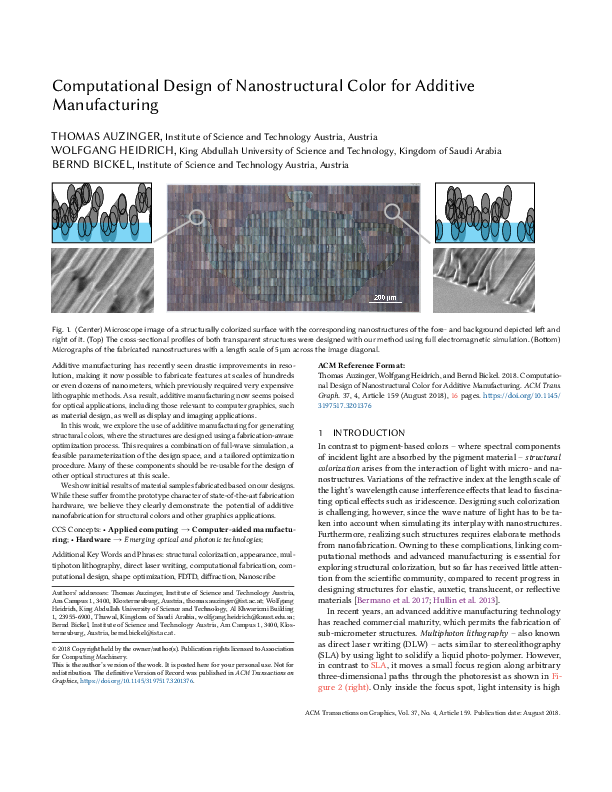 Computational Design of Nanostructural Color for Additive
Manufacturing
THOMAS AUZINGER, Institute of Science and Technology Austria, Austria
WOLFGANG HEIDRICH, King Abdullah University of Science and Technology, Kingdom of Saudi Arabia
BERND BICKEL, Institute of Science and Technology Austria, Austria
200 µm
Fig. 1. (Center) Microscope image of a structurally colorized surface with the corresponding nanostructures of the fore- and background depicted left and
right of it. (Top) The cross-sectional profiles of both transparent structures were designed with our method using full electromagnetic simulation. (Bottom)
Micrographs of the fabricated nanostructures with a length scale of 5 µm across the image diagonal.
Additive manufacturing has recently seen drastic improvements in reso-
lution, making it now possible to fabricate features at scales of hundreds
or even dozens of nanometers, which previously required very expensive
lithographic methods. As a result, additive manufacturing now seems poised
for optical applications, including those relevant to computer graphics, such
as material design, as well as display and imaging applications.
In this work, we explore the use of additive manufacturing for generating
structural colors, where the structures are designed using a fabrication-aware
optimization process. This requires a combination of full-wave simulation, a
feasible parameterization of the design space, and a tailored optimization
procedure. Many of these components should be re-usable for the design of
other optical structures at this scale.
We show initial results of material samples fabricated based on our designs.
While these suffer from the prototype character of state-of-the-art fabrication
hardware, we believe they clearly demonstrate the potential of additive
nanofabrication for structural colors and other graphics applications.
CCS Concepts: • Applied computing → Computer-aided manufactu-
ring; • Hardware → Emerging optical and photonic technologies;
Additional Key Words and Phrases: structural colorization, appearance, mul-
tiphoton lithography, direct laser writing, computational fabrication, com-
putational design, shape optimization, FDTD, diffraction, Nanoscribe
Authors' addresses: Thomas Auzinger, Institute of Science and Technology Austria,
Am Campus 1, 3400, Klosterneuburg, Austria, thomas.auzinger@ist.ac.at; Wolfgang
Heidrich, King Abdullah University of Science and Technology, Al Khwarizmi Building
1, 23955-6900, Thuwal, Kingdom of Saudi Arabia, wolfgang.heidrich@kaust.edu.sa;
Bernd Bickel, Institute of Science and Technology Austria, Am Campus 1, 3400, Klos-
terneuburg, Austria, bernd.bickel@ist.ac.at.
© 2018 Copyright held by the owner/author(s). Publication rights licensed to Association
for Computing Machinery.
This is the author's version of the work. It is posted here for your personal use. Not for
redistribution. The definitive Version of Record was published in ACM Transactions on
Graphics, https://doi.org/10.1145/3197517.3201376.
ACM Reference Format:
Thomas Auzinger, Wolfgang Heidrich, and Bernd Bickel. 2018. Computatio-
nal Design of Nanostructural Color for Additive Manufacturing. ACM Trans.
Graph. 37, 4, Article 159 (August 2018), 16 pages. https://doi.org/10.1145/
3197517.3201376
1 INTRODUCTION
In contrast to pigment-based colors – where spectral components
of incident light are absorbed by the pigment material – structural
colorization arises from the interaction of light with micro- and na-
nostructures. Variations of the refractive index at the length scale of
the light's wavelength cause interference effects that lead to fascina-
ting optical effects such as iridescence. Designing such colorization
is challenging, however, since the wave nature of light has to be ta-
ken into account when simulating its interplay with nanostructures.
Furthermore, realizing such structures requires elaborate methods
from nanofabrication. Owning to these complications, linking com-
putational methods and advanced manufacturing is essential for
exploring structural colorization, but so far has received little atten-
tion from the scientific community, compared to recent progress in
designing structures for elastic, auxetic, translucent, or reflective
materials [Bermano et al. 2017; Hullin et al. 2013].
In recent years, an advanced additive manufacturing technology
has reached commercial maturity, which permits the fabrication of
sub-micrometer structures. Multiphoton lithography – also known
as direct laser writing (DLW) – acts similar to stereolithography
(SLA) by using light to solidify a liquid photo-polymer. However,
in contrast to SLA, it moves a small focus region along arbitrary
three-dimensional paths through the photoresist as shown in Fi-
gure 2 (right). Only inside the focus spot, light intensity is high
ACM Transactions on Graphics, Vol. 37, No. 4, Article 159. Publication date: August 2018.